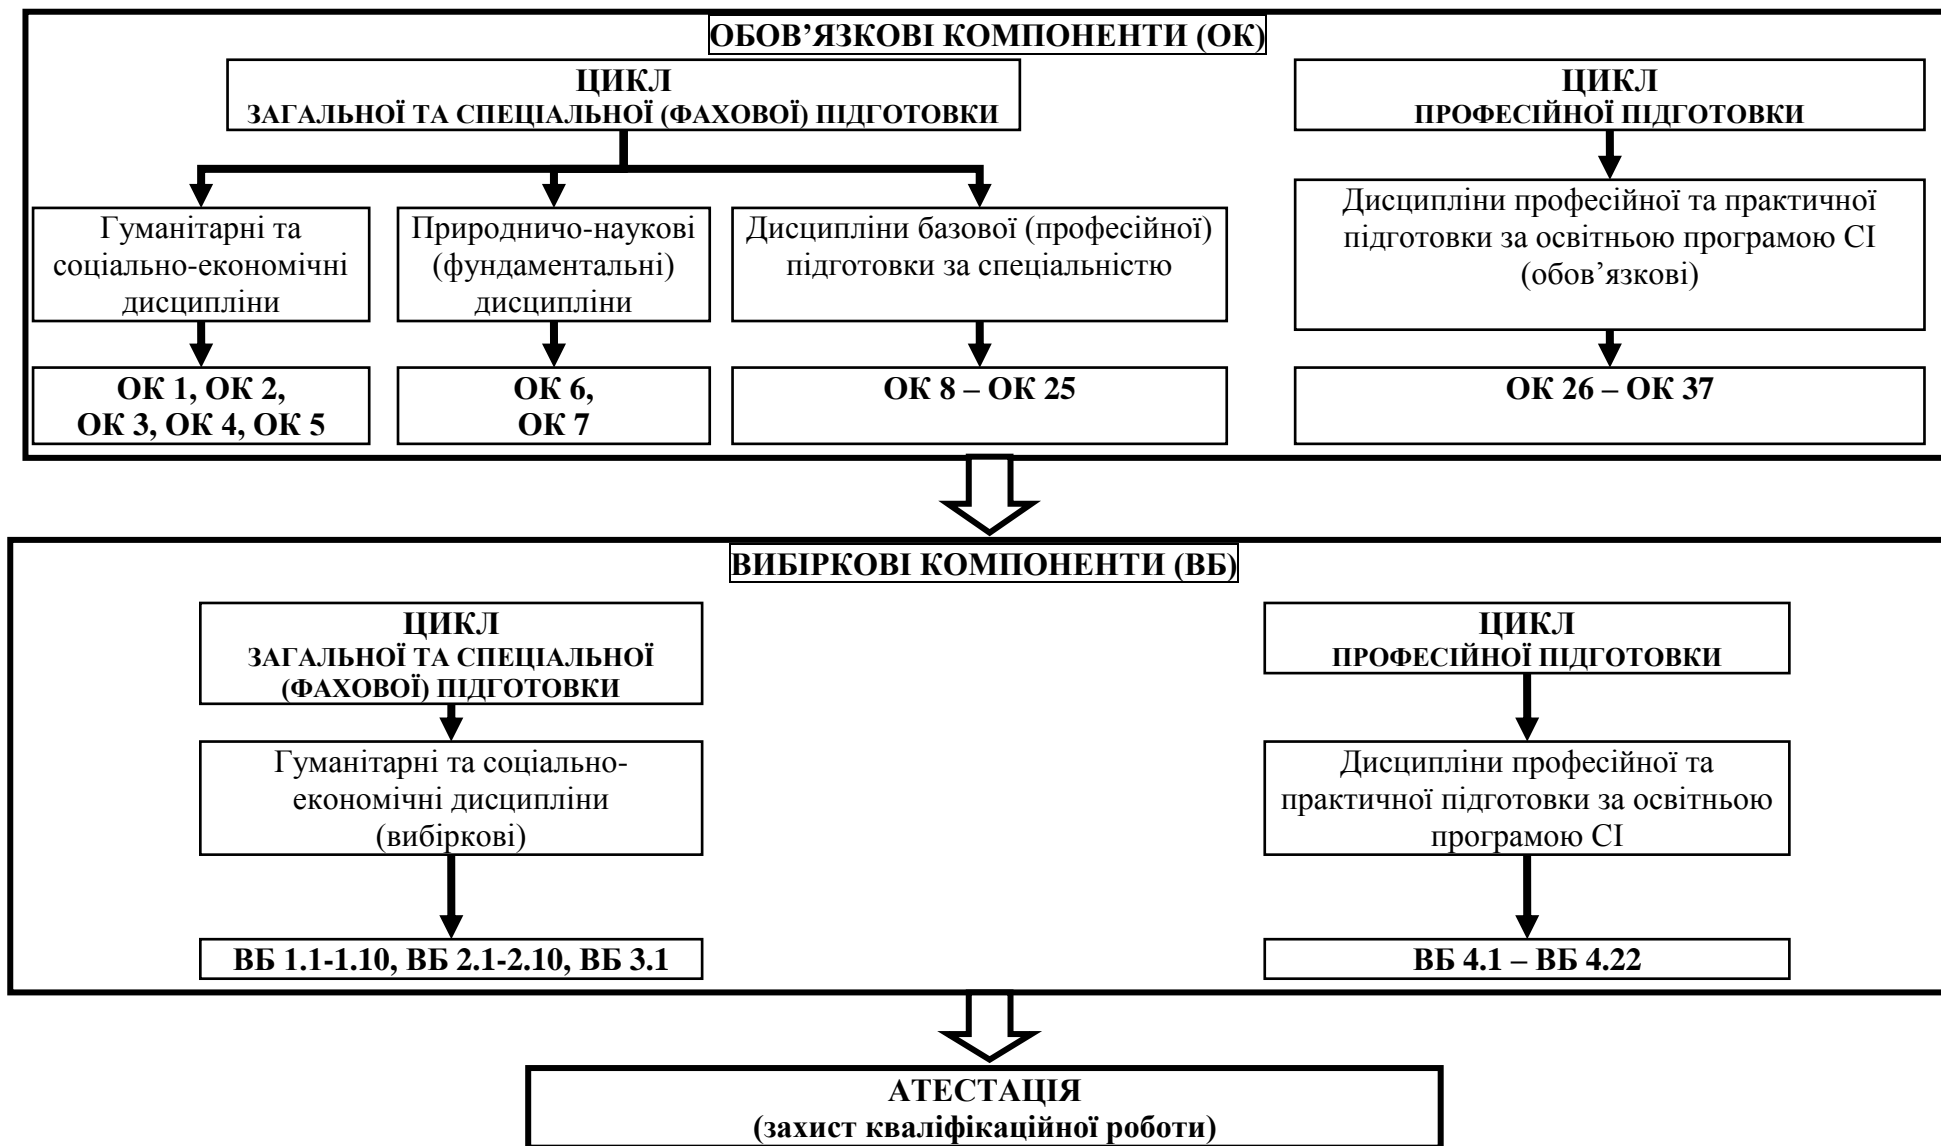 ОБОВ’ЯЗКОВІ КОМПОНЕНТИ (ОК)
ЦИКЛ
ЗАГАЛЬНОЇ ТА СПЕЦІАЛЬНОЇ (ФАХОВОЇ) ПІДГОТОВКИ
ЦИКЛ
ПРОФЕСІЙНОЇ ПІДГОТОВКИ
Гуманітарні та
соціально-економічні
дисципліни
Природничо-наукові
(фундаментальні)
дисципліни
Дисципліни базової (професійної)
підготовки за спеціальністю
Дисципліни професійної та практичної
підготовки за освітньою програмою СІ
(обов’язкові)
ОК 1, ОК 2,
ОК 3, ОК 4, ОК 5
ОК 6,
ОК 7
ОК 8 – ОК 25
ОК 26 – ОК 37
ВИБІРКОВІ КОМПОНЕНТИ (ВБ)
ЦИКЛ
ЗАГАЛЬНОЇ ТА СПЕЦІАЛЬНОЇ
(ФАХОВОЇ) ПІДГОТОВКИ
ЦИКЛ
ПРОФЕСІЙНОЇ ПІДГОТОВКИ
Гуманітарні та соціально-
економічні дисципліни
(вибіркові)
Дисципліни професійної та
практичної підготовки за освітньою
програмою СІ
ВБ 1.1-1.10, ВБ 2.1-2.10, ВБ 3.1
ВБ 4.1 – ВБ 4.22
АТЕСТАЦІЯ
(захист кваліфікаційної роботи)